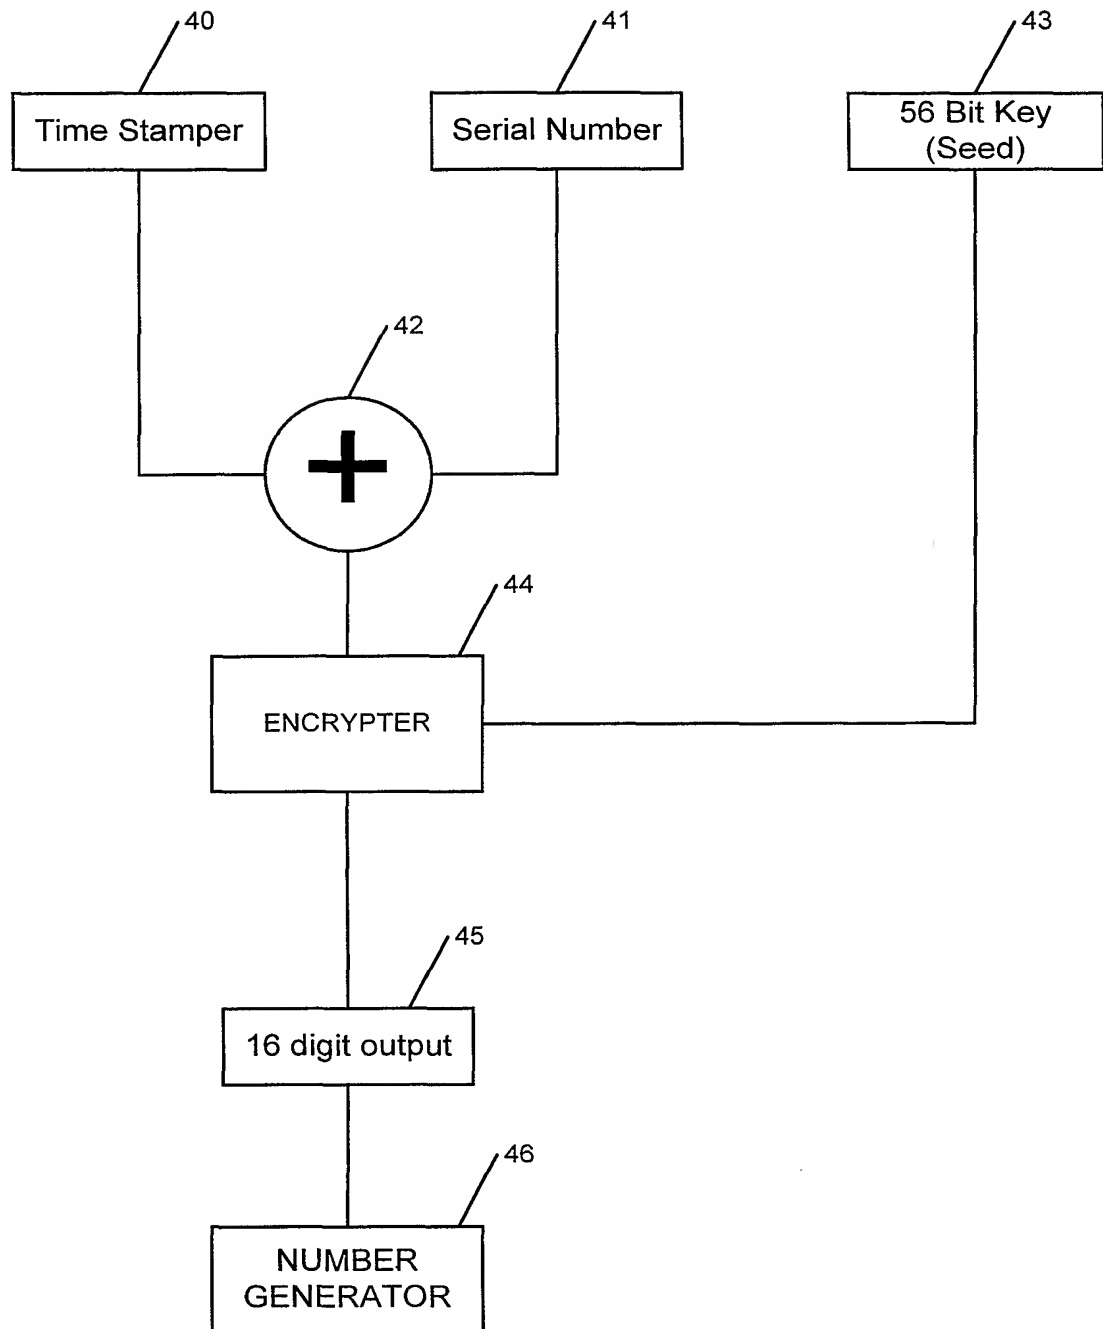 40
41
43
Time Stamper
Serial Number
56 Bit Key
(Seed)
42
+
44
ENCRYPTER
45
16 digit output
46
NUMBER
GENERATOR